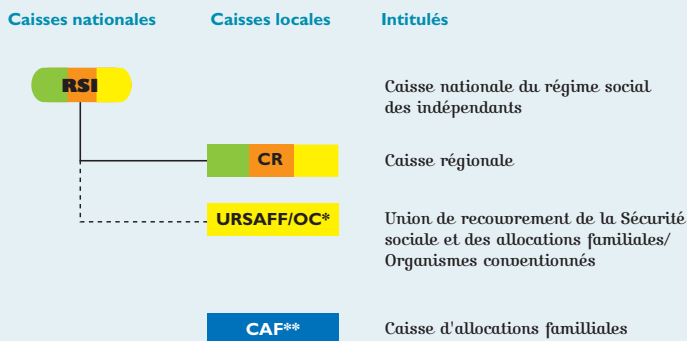 Caisses nationales Caisses locales Intitulés
RSI
Caisse nationale du régime social
des indépendants
CR
Caisse régionale
URSAFF/OC*
Union de recouvrement de la Sécurité
sociale et des allocations familiales/
Organismes conventionnés
CAF**
Caisse d'allocations familliales